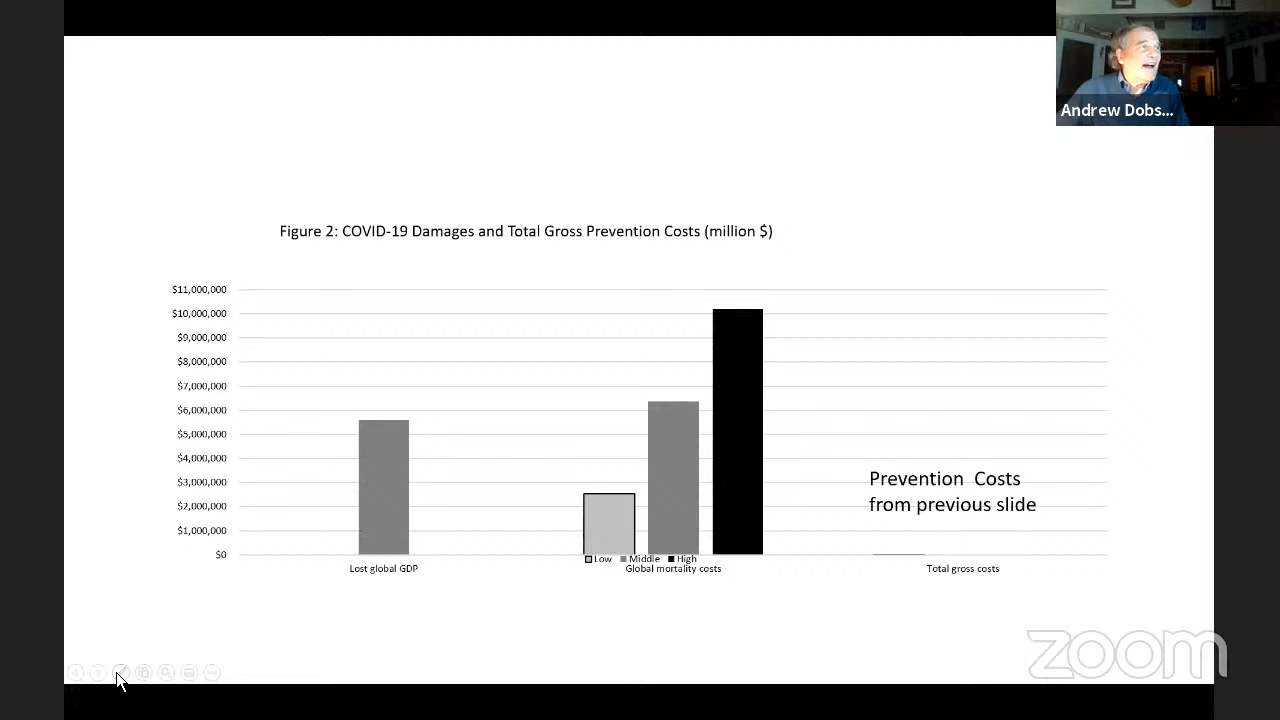 Andrew Dobs...
Figure 2: COVID-19 Damages and Total Gross Prevention Costs (million $)
$11,000,000
$10,000,000
$9,000,000
$8,000,000
$7,000,000
$6,000,000
$5,000,000
$4,000,000
$3,000,000
$2,000,000
$1,000,000
$0
Prevention Costs
from previous slide
Low Middle High
Lost global GDP Global mortality costs Total gross costs
zoom